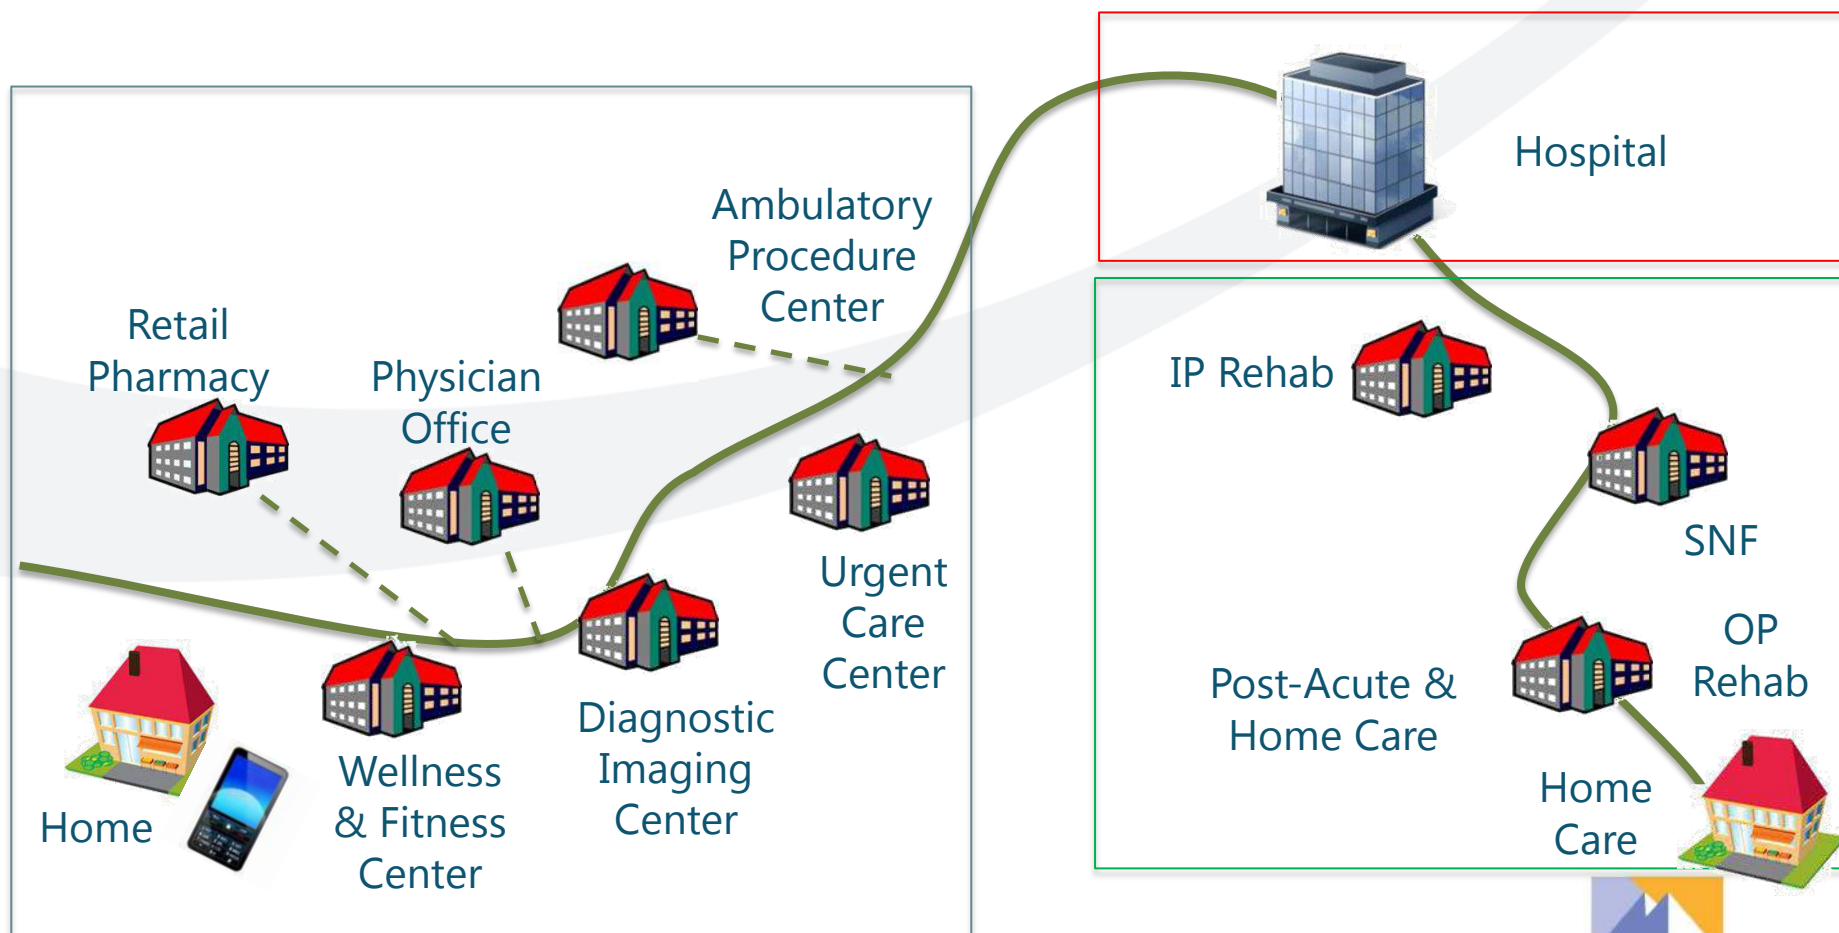 Retail
Pharmacy
Physician
Office
Ambulatory
Procedure
Center
Urgent
Care
Center
Home
Wellness
& Fitness
Center
Diagnostic
Imaging
Center
Hospital
IP Rehab
SNF
OP
Rehab
Post-Acute &
Home Care
Home
Care